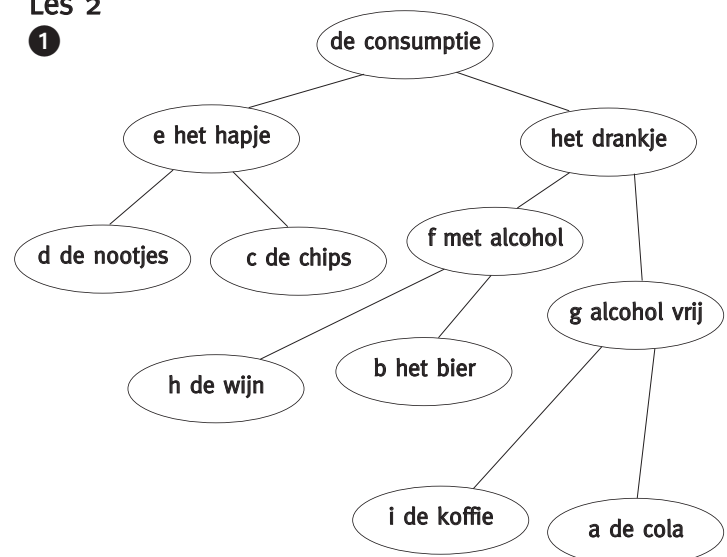 Les 2
1
de consumptie
e het hapje
het drankje
d de nootjes
c de chips
f met alcohol
g alcohol vrij
h de wijn
b het bier
i de koffie
a de cola